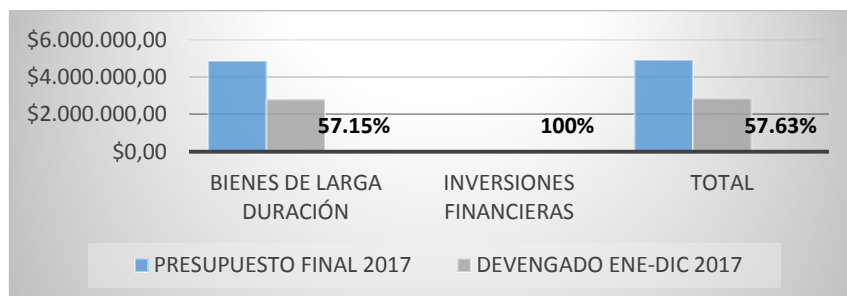 $6.000.000,00
$4.000.000,00
$2.000.000,00
$0,00
57.15%
100%
57.63%
BIENES DE LARGA
DURACIÓN
INVERSIONES
FINANCIERAS
TOTAL
PRESUPUESTO FINAL 2017
DEVENGADO ENE-DIC 2017